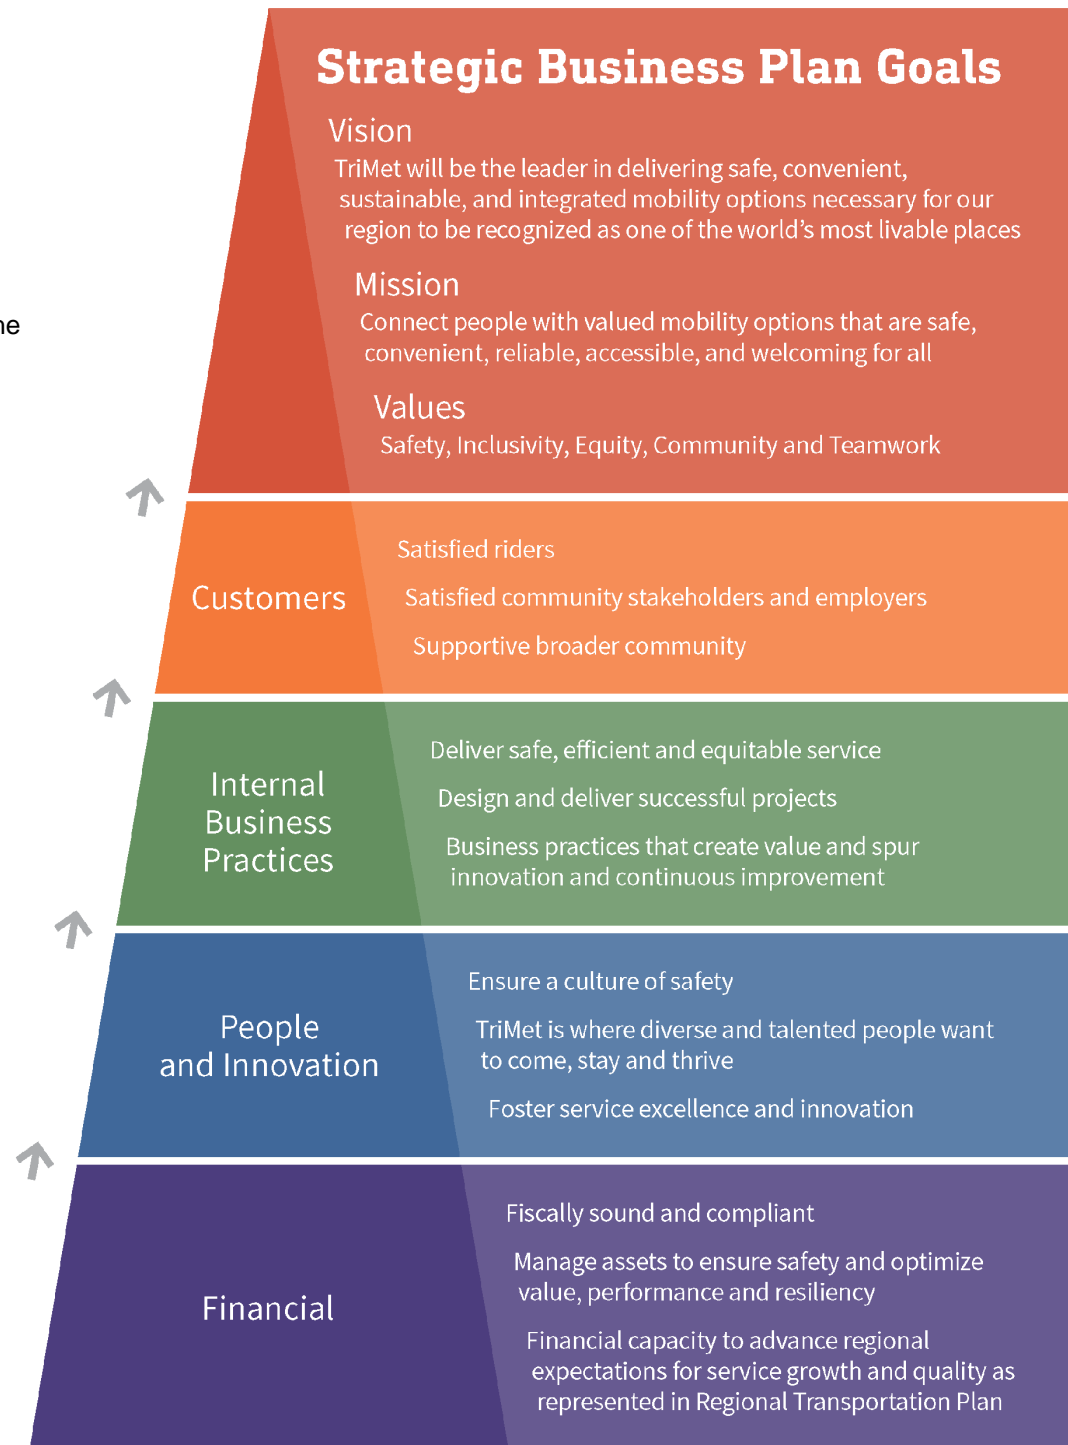 Strategic Business Plan Goals
Vision
TriMet will be the leader in delivering safe, convenient,
sustainable, and integrated mobility options necessary for our
region to be recognized as one of the world's most livable places
Mission
Connect people with valued mobility options that are safe,
convenient, reliable, accessible, and welcoming for all
Values
Safety, Inclusivity, Equity, Community and Teamwork
Customers
Satisfied riders
Satisfied community stakeholders and employers
Supportive broader community
Internal
Business
Practices
Deliver safe, efficient and equitable service
Design and deliver successful projects
Business practices that create value and spur
innovation and continuous improvement
People
and Innovation
Ensure a culture of safety
TriMet is where diverse and talented people want
to come, stay and thrive
Foster service excellence and innovation
Financial
Fiscally sound and compliant
Manage assets to ensure safety and optimize
value, performance and resiliency
Financial capacity to advance regional
expectations for service growth and quality as
represented in Regional Transportation Plan